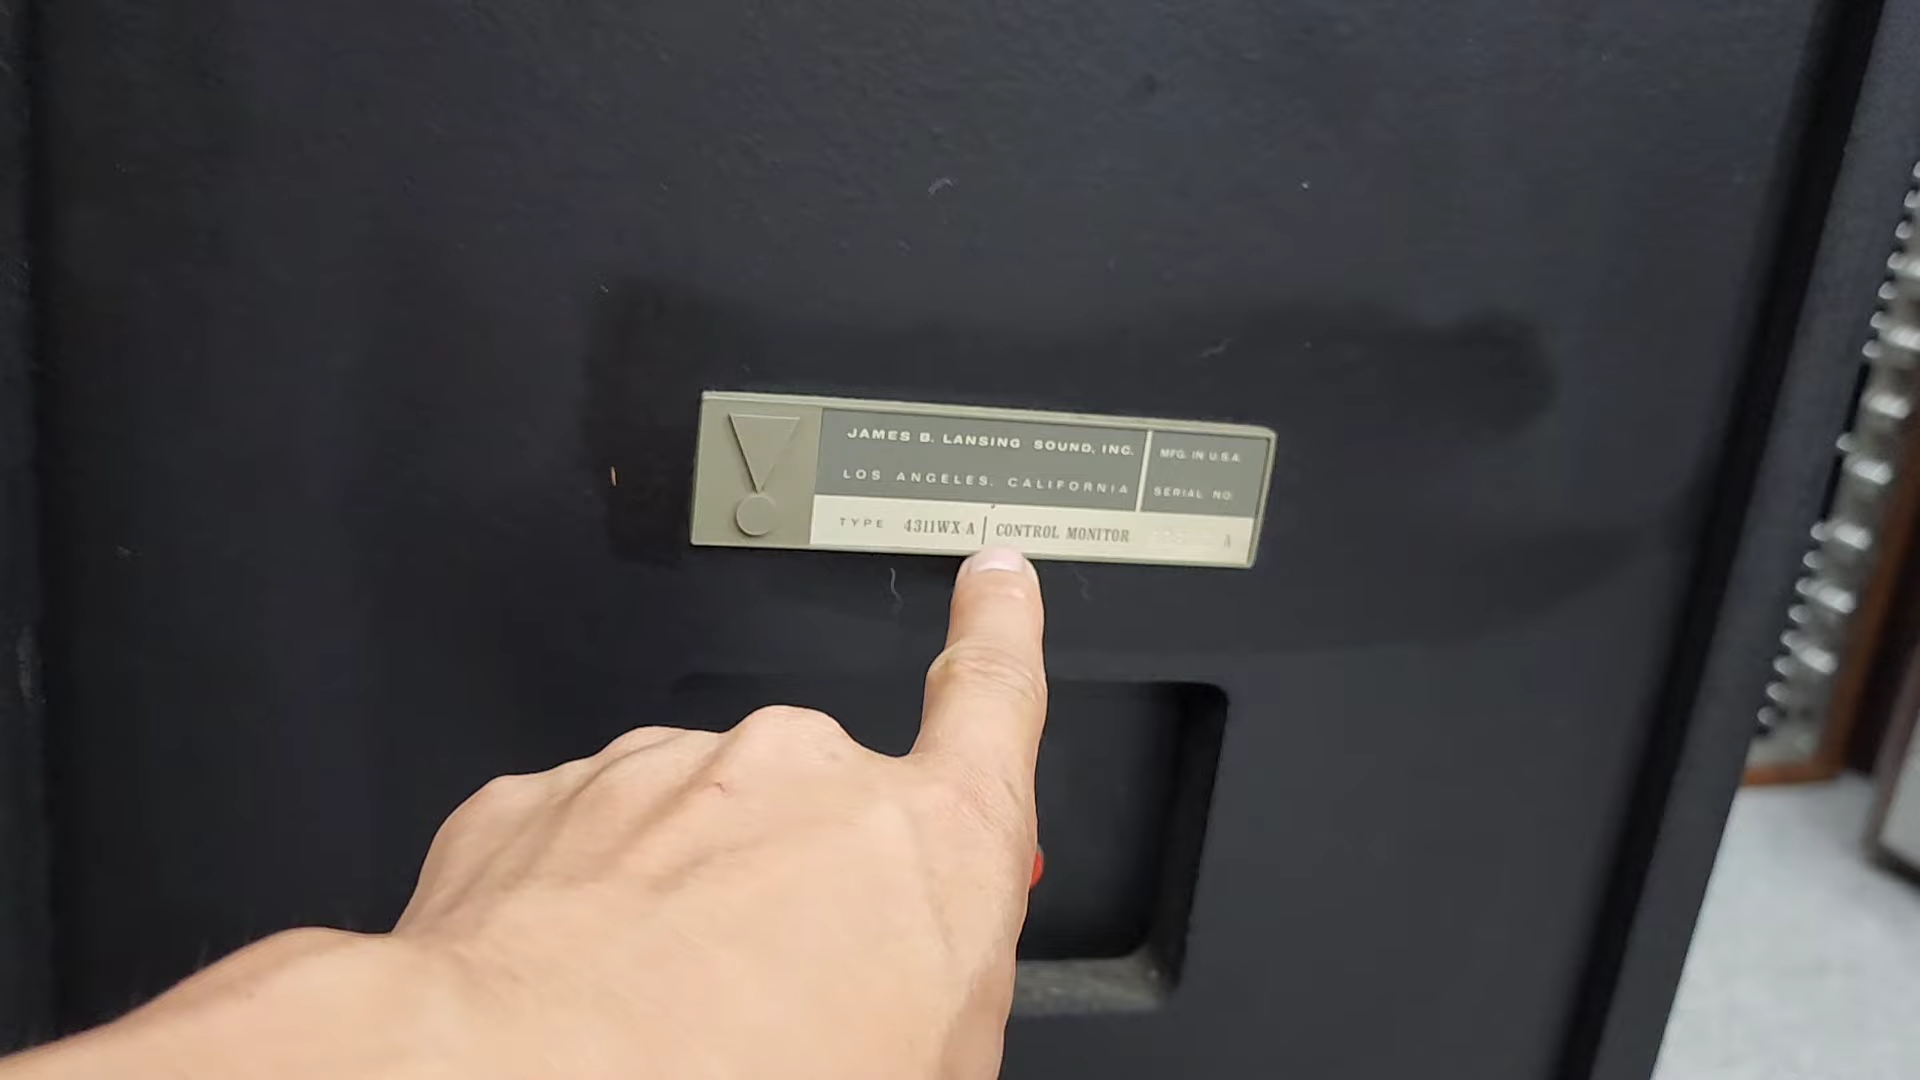 JAMES B. LANSING SOUND, INC.
LOS ANGELES, CALIFORNIA
MFG. IN U.S.A.
SERIAL NO.
TYPE 4311WX-A | CONTROL MONITOR
A